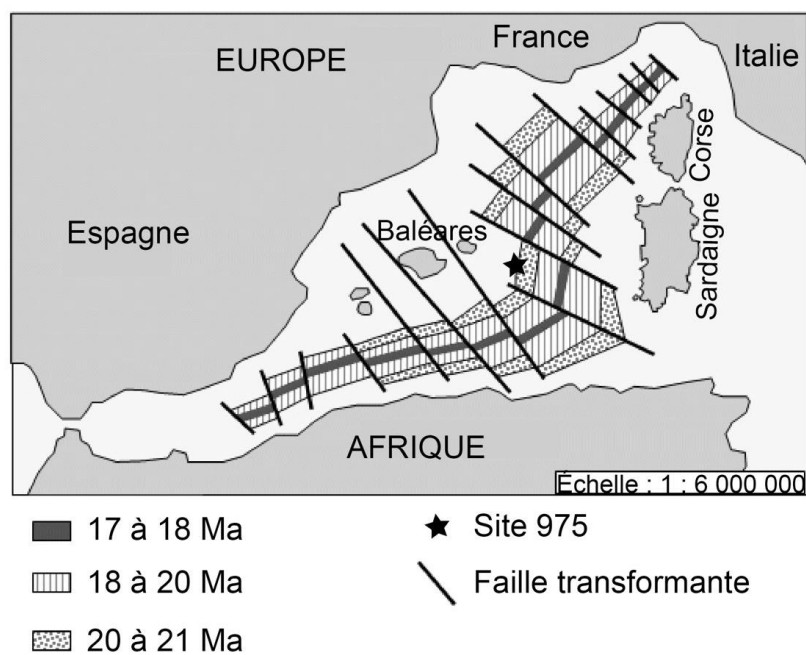 France
Italie
EUROPE
Corse
Espagne
Baléares
Sardaigne
AFRIQUE
Échelle : 1 : 6 000 000
17 à 18 Ma
Site 975
18 à 20 Ma
Faille transformante
20 à 21 Ma